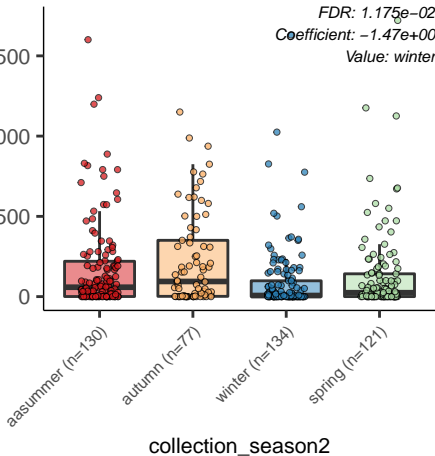 FDR: 1.175e−02
Coefficient: −1.47e+00
Value: winter
500
000
500
0
aasummer (n=130)
autumn (n=77)
winter (n=134)
spring (n=121)
collection_season2